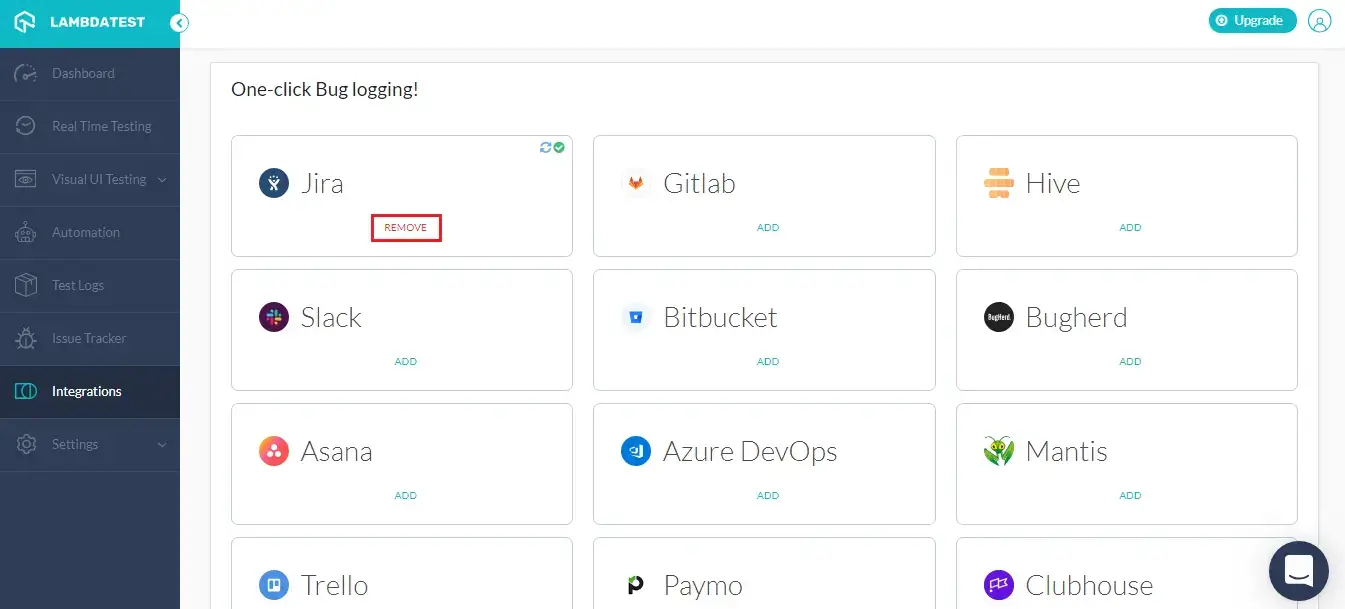 LAMBDATEST
Upgrade
Dashboard
Real Time Testing
Visual UI Testing
Automation
Test Logs
Issue Tracker
Integrations
Settings
One-click Bug logging!
Jira
REMOVE
Gitlab
ADD
Hive
ADD
Slack
ADD
Bitbucket
ADD
BugHerd.
Bugherd
ADD
Asana
ADD
Azure DevOps
ADD
Mantis
ADD
Trello
Paymo
Clubhouse